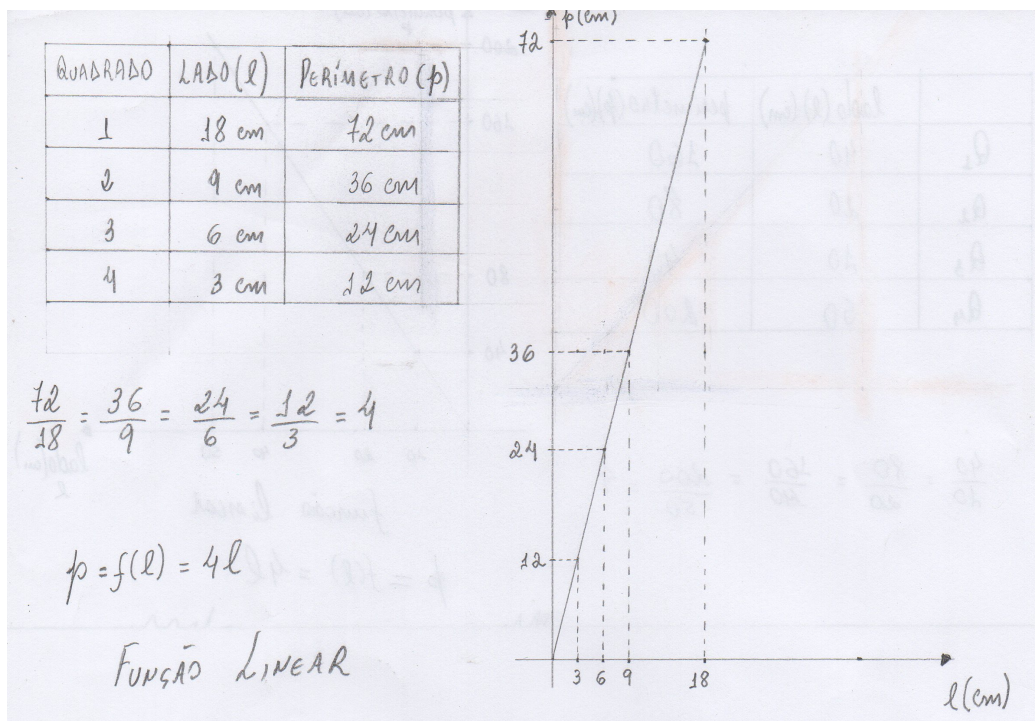 QUADRADO LADO (l) PERÍMETRO (p)
1 18 cm 72 cm
2 9 cm 36 cm
3 6 cm 24 cm
4 3 cm 12 cm
72/18 = 36/9 = 24/6 = 12/3 = 4
p = f(l) = 4l
FUNÇÃO LINEAR
p(cm)
72
36
24
12
3 6 9 18
l(cm)